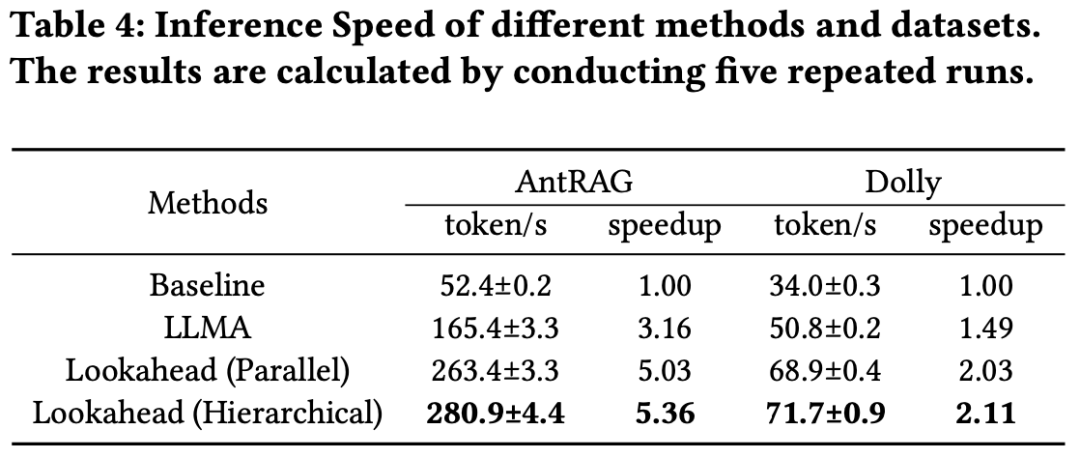 Table 4: Inference Speed of different methods and datasets.
The results are calculated by conducting five repeated runs.
Methods AntRAG Dolly
token/s speedup token/s speedup
Baseline 52.4±0.2 1.00 34.0±0.3 1.00
LLMA 165.4±3.3 3.16 50.8±0.2 1.49
Lookahead (Parallel) 263.4±3.3 5.03 68.9±0.4 2.03
Lookahead (Hierarchical) 280.9±4.4 5.36 71.7±0.9 2.11